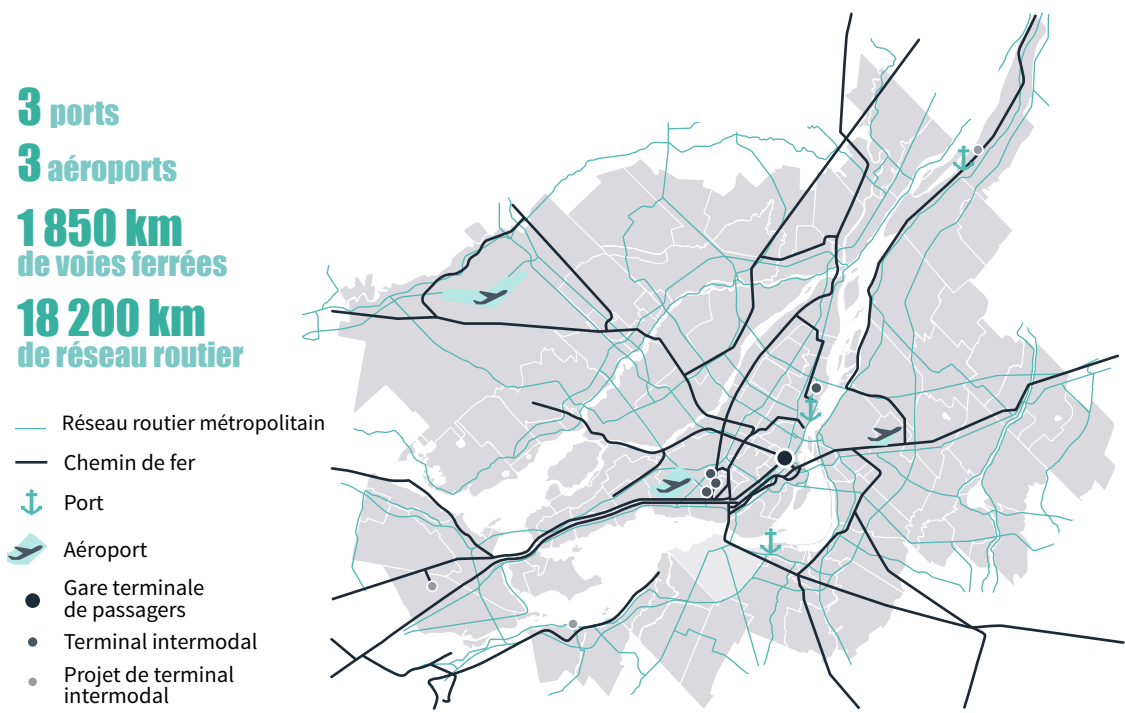 3 ports
3 aéroports
1 850 km
de voies ferrées
18 200 km
de réseau routier
Réseau routier métropolitain
Chemin de fer
Port
Aéroport
Gare terminale
de passagers
Terminal intermodal
Projet de terminal
intermodal